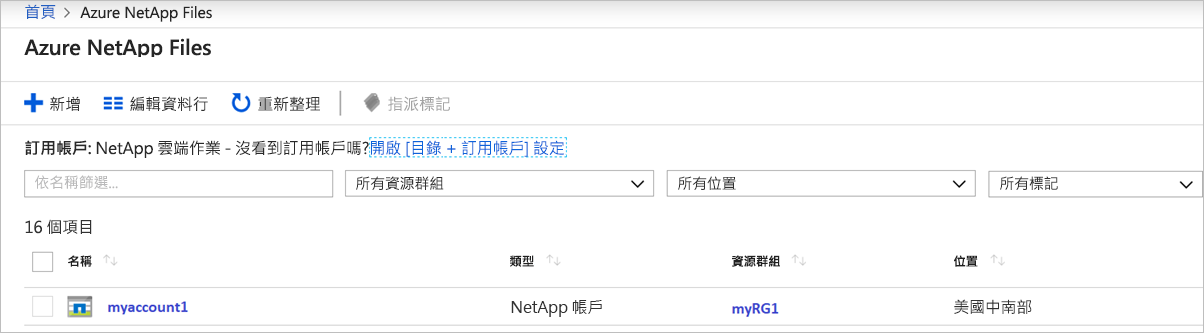 首頁 > Azure NetApp Files
Azure NetApp Files
新增 編輯資料行 重新整理 指派標記
訂用帳戶: NetApp 雲端作業 - 沒看到訂用帳戶嗎?開啟 [目錄 + 訂用帳戶] 設定
依名稱篩選... 所有資源群組 所有位置 所有標記
16 個項目
名稱 類型 資源群組 位置
myaccount1 NetApp 帳戶 myRG1 美國中南部